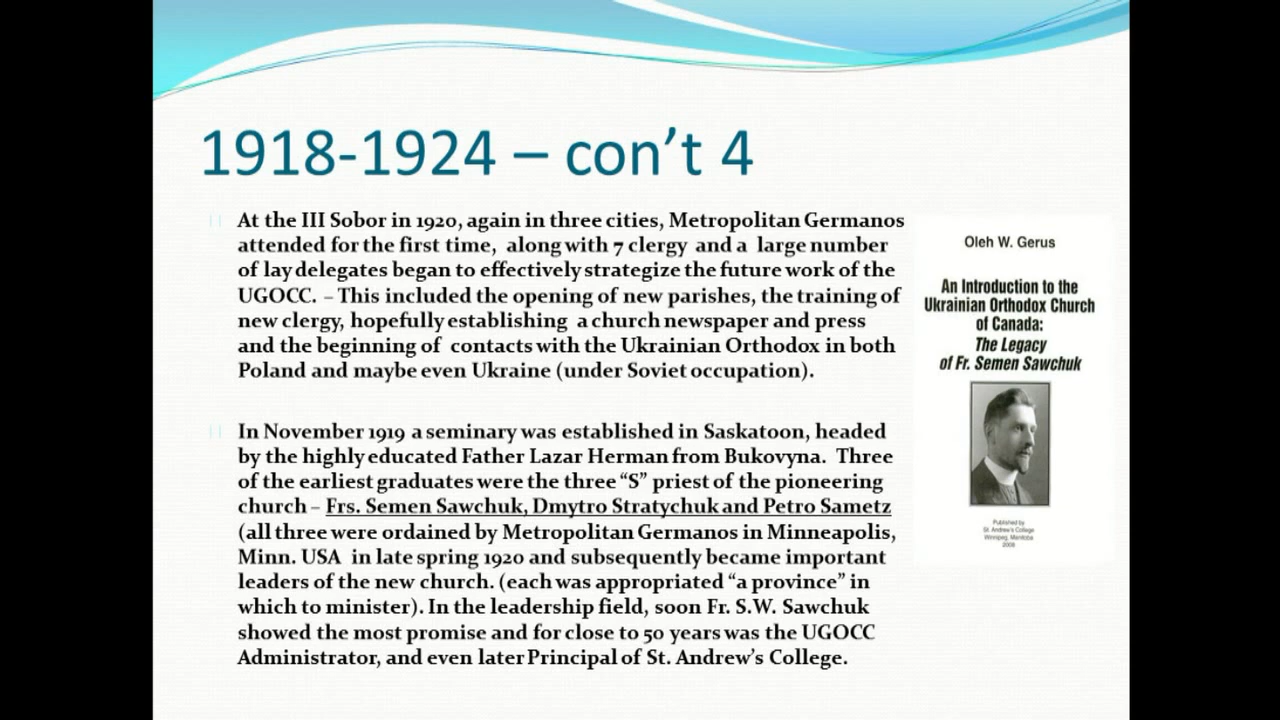 1918-1924 – con’t 4
At the III Sobor in 1920, again in three cities, Metropolitan Germanos
attended for the first time, along with 7 clergy and a large number
of lay delegates began to effectively strategize the future work of the
UGOCC. – This included the opening of new parishes, the training of
new clergy, hopefully establishing a church newspaper and press
and the beginning of contacts with the Ukrainian Orthodox in both
Poland and maybe even Ukraine (under Soviet occupation).
In November 1919 a seminary was established in Saskatoon, headed
by the highly educated Father Lazar Herman from Bukovyna. Three
of the earliest graduates were the three “S” priest of the pioneering
church – Frs. Semen Sawchuk, Dmytro Stratychuk and Petro Sametz
(all three were ordained by Metropolitan Germanos in Minneapolis,
Minn. USA in late spring 1920 and subsequently became important
leaders of the new church. (each was appropriated “a province” in
which to minister). In the leadership field, soon Fr. S.W. Sawchuk
showed the most promise and for close to 50 years was the UGOCC
Administrator, and even later Principal of St. Andrew’s College.
Oleh W. Gerus
An Introduction to the
Ukrainian Orthodox Church
of Canada:
The Legacy
of Fr. Semen Sawchuk
Published by
St. Andrew’s College
Winnipeg, Manitoba
2008